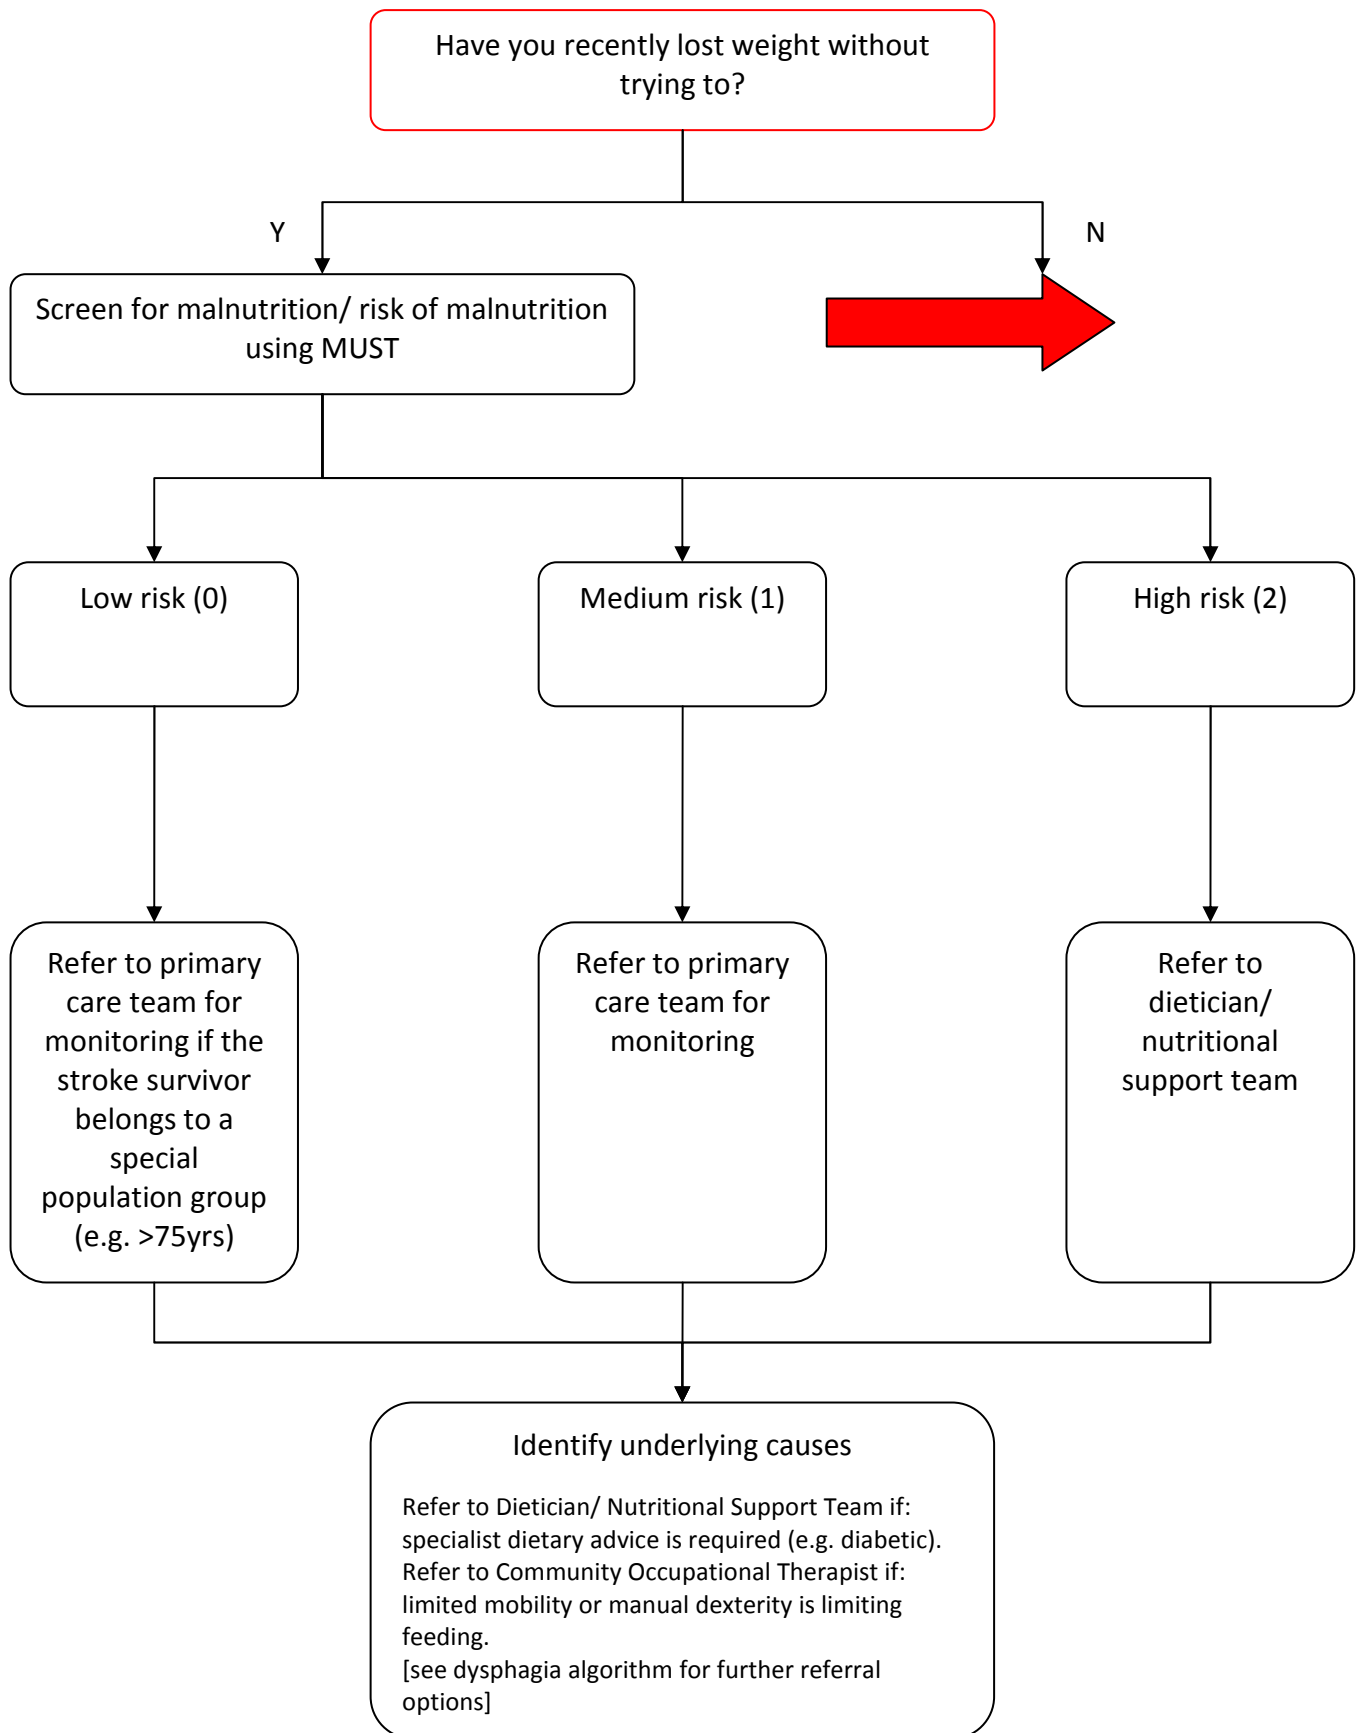 Have you recently lost weight without
trying to?
Y
N
Screen for malnutrition/ risk of malnutrition
using MUST
Low risk (0)
Medium risk (1)
High risk (2)
Refer to primary
care team for
monitoring if the
stroke survivor
belongs to a
special
population group
(e.g. >75yrs)
Refer to primary
care team for
monitoring
Refer to
dietician/
nutritional
support team
Identify underlying causes
Refer to Dietician/ Nutritional Support Team if:
specialist dietary advice is required (e.g. diabetic).
Refer to Community Occupational Therapist if:
limited mobility or manual dexterity is limiting
feeding.
[see dysphagia algorithm for further referral
options]